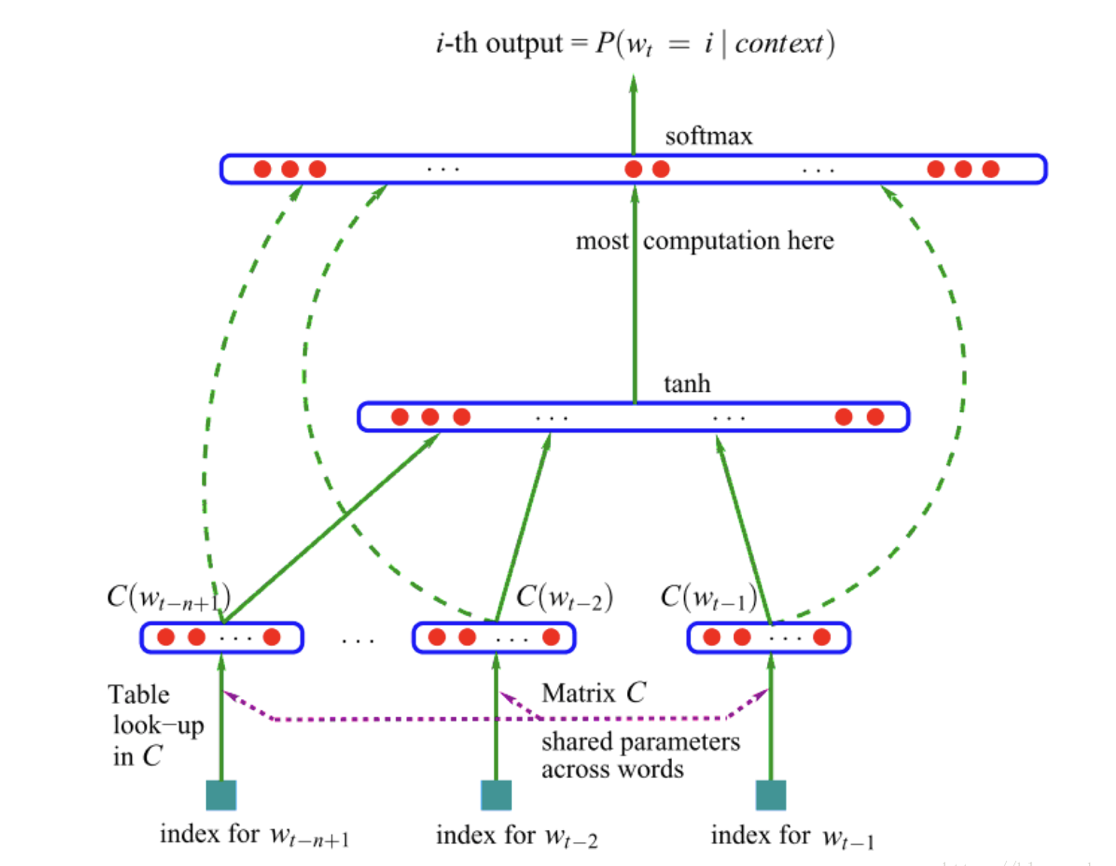 i-th output = P(w_t = i | context)
softmax
. . .
. . .
most computation here
tanh
. . .
. . .
C(w_{t−n+1})
C(w_{t−2})
C(w_{t−1})
. . .
. . .
. . .
. . .
Table
look−up
in C
Matrix C
shared parameters
across words
index for w_{t−n+1}
index for w_{t−2}
index for w_{t−1}